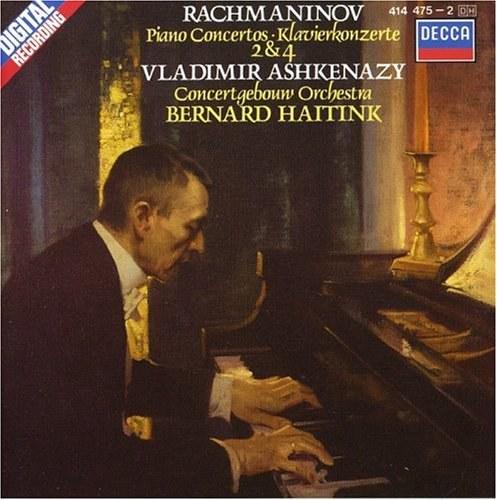 DIGITAL
RECORDING
RACHMANINOV
414 475-2 DH
Piano Concertos · Klavierkonzerte
2 & 4
DECCA
VLADIMIR ASHKENAZY
Concertgebouw Orchestra
BERNARD HAITINK